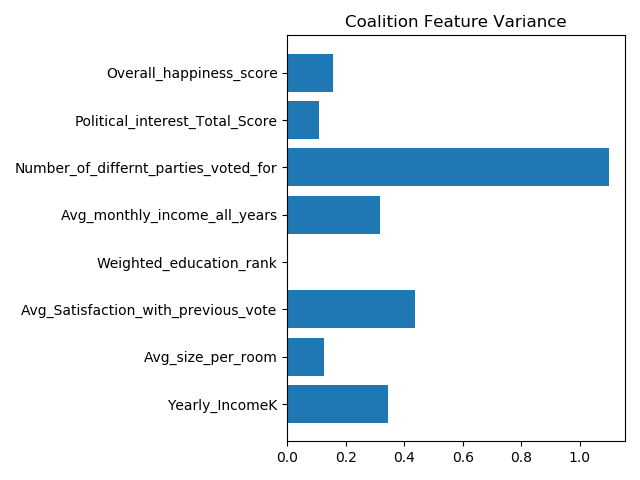 Coalition Feature Variance
Overall_happiness_score
Political_interest_Total_Score
Number_of_differnt_parties_voted_for
Avg_monthly_income_all_years
Weighted_education_rank
Avg_Satisfaction_with_previous_vote
Avg_size_per_room
Yearly_IncomeK
0.0 0.2 0.4 0.6 0.8 1.0